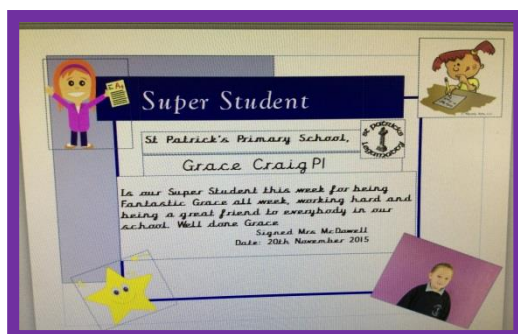 Super Student
St Patrick's Primary School,
st patrick's
Grace Craig P1
Is our Super Student this week for being
Fantastic Grace all week, working hard and
being a great friend to everybody in our
school. Well done Grace
Signed Mrs McDowell
Date: 20th November 2015